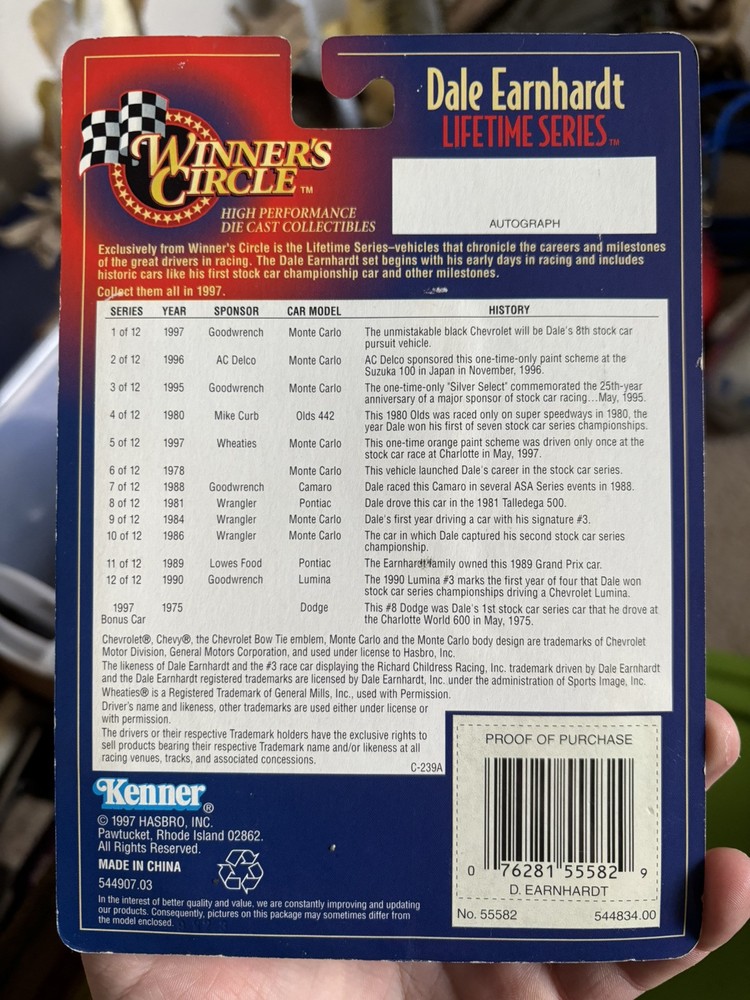 WINNER'S
CIRCLE ™
HIGH PERFORMANCE
DIE CAST COLLECTIBLES
Dale Earnhardt
LIFETIME SERIES™
AUTOGRAPH
Exclusively from Winner's Circle is the Lifetime Series–vehicles that chronicle the careers and milestones
of the great drivers in racing. The Dale Earnhardt set begins with his early days in racing and includes
historic cars like his first stock car championship car and other milestones.
Collect them all in 1997.
SERIES YEAR SPONSOR CAR MODEL HISTORY
1 of 12 1997 Goodwrench Monte Carlo The unmistakable black Chevrolet will be Dale's 8th stock car
pursuit vehicle.
2 of 12 1996 AC Delco Monte Carlo AC Delco sponsored this one-time-only paint scheme at the
Suzuka 100 in Japan in November, 1996.
3 of 12 1995 Goodwrench Monte Carlo The one-time-only "Silver Select" commemorated the 25th-year
anniversary of a major sponsor of stock car racing...May, 1995.
4 of 12 1980 Mike Curb Olds 442 This 1980 Olds was raced only on super speedways in 1980, the
year Dale won his first of seven stock car series championships.
5 of 12 1997 Wheaties Monte Carlo This one-time orange paint scheme was driven only once at the
stock car race at Charlotte in May, 1997.
6 of 12 1978 Monte Carlo This vehicle launched Dale's career in the stock car series.
7 of 12 1988 Goodwrench Camaro Dale raced this Camaro in several ASA Series events in 1988.
8 of 12 1981 Wrangler Pontiac Dale drove this car in the 1981 Talledega 500.
9 of 12 1984 Wrangler Monte Carlo Dale's first year driving a car with his signature #3.
10 of 12 1986 Wrangler Monte Carlo The car in which Dale captured his second stock car series
championship.
11 of 12 1989 Lowes Food Pontiac The Earnhardt family owned this 1989 Grand Prix car.
12 of 12 1990 Goodwrench Lumina The 1990 Lumina #3 marks the first year of four that Dale won
stock car series championships driving a Chevrolet Lumina.
1997 1975 Dodge This #8 Dodge was Dale's 1st stock car series car that he drove at
Bonus Car the Charlotte World 600 in May, 1975.
Chevrolet®, Chevy®, the Chevrolet Bow Tie emblem, Monte Carlo and the Monte Carlo body design are trademarks of Chevrolet
Motor Division, General Motors Corporation, and used under license to Hasbro, Inc.
The likeness of Dale Earnhardt and the #3 race car displaying the Richard Childress Racing, Inc. trademark driven by Dale Earnhardt
and the Dale Earnhardt registered trademarks are licensed by Dale Earnhardt, Inc. under the administration of Sports Image, Inc.
Wheaties® is a Registered Trademark of General Mills, Inc., used with Permission.
Driver's name and likeness, other trademarks are used either under license or
with permission.
The drivers or their respective Trademark holders have the exclusive rights to
sell products bearing their respective Trademark name and/or likeness at all
racing venues, tracks, and associated concessions.
C-239A
Kenner®
© 1997 HASBRO, INC.
Pawtucket, Rhode Island 02862.
All Rights Reserved.
MADE IN CHINA
544907.03
In the interest of better quality and value, we are constantly improving and updating
our products. Consequently, pictures on this package may sometimes differ from
the model enclosed.
PROOF OF PURCHASE
0 76281 55582 9
D. EARNHARDT
No. 55582 544834.00